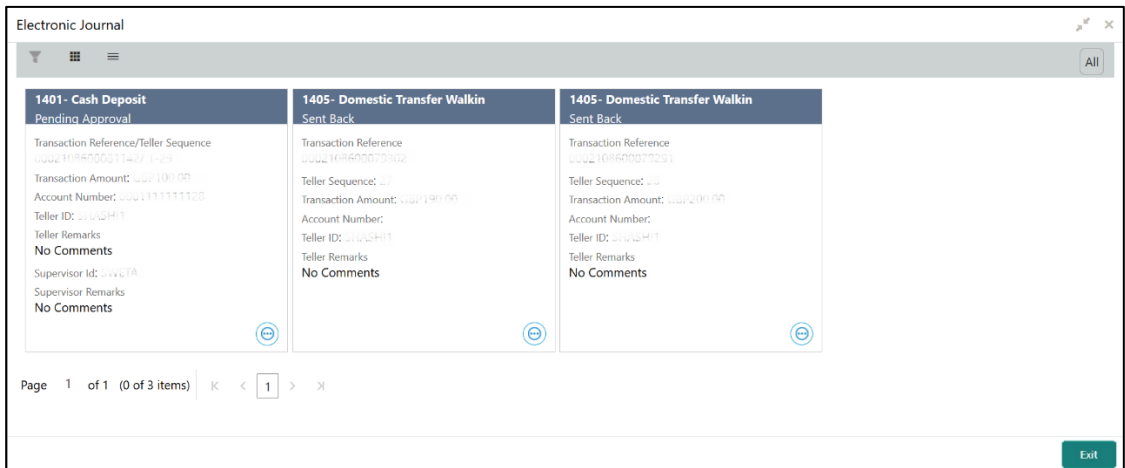 Electronic Journal
All
1401- Cash Deposit
Pending Approval
Transaction Reference/Teller Sequence
Transaction Amount:
Account Number:
Teller ID:
Teller Remarks
No Comments
Supervisor Id:
Supervisor Remarks
No Comments
1405- Domestic Transfer Walkin
Sent Back
Transaction Reference
Teller Sequence:
Transaction Amount:
Account Number:
Teller ID:
Teller Remarks
No Comments
1405- Domestic Transfer Walkin
Sent Back
Transaction Reference
Teller Sequence:
Transaction Amount:
Account Number:
Teller ID:
Teller Remarks
No Comments
Page 1 of 1 (0 of 3 items) 1
Exit